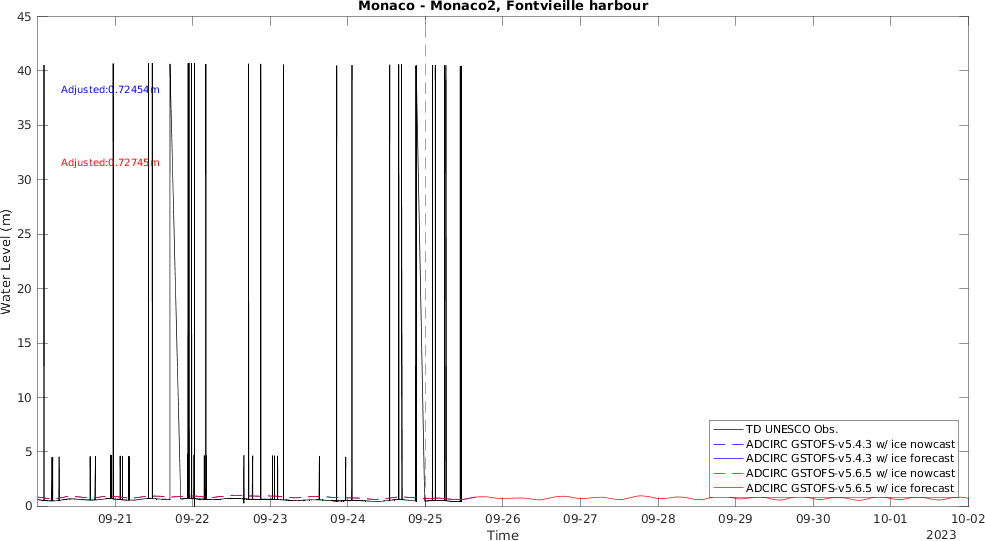 Monaco - Monaco2, Fontvieille harbour
45
40
35
30
25
20
15
10
5
0
Water Level (m)
Adjusted:0.72454m
Adjusted:0.72745m
TD UNESCO Obs.
ADCIRC GSTOFS-v5.4.3 w/ ice nowcast
ADCIRC GSTOFS-v5.4.3 w/ ice forecast
ADCIRC GSTOFS-v5.6.5 w/ ice nowcast
ADCIRC GSTOFS-v5.6.5 w/ ice forecast
09-21 09-22 09-23 09-24 09-25 09-26 09-27 09-28 09-29 09-30 10-01 10-02
Time
2023